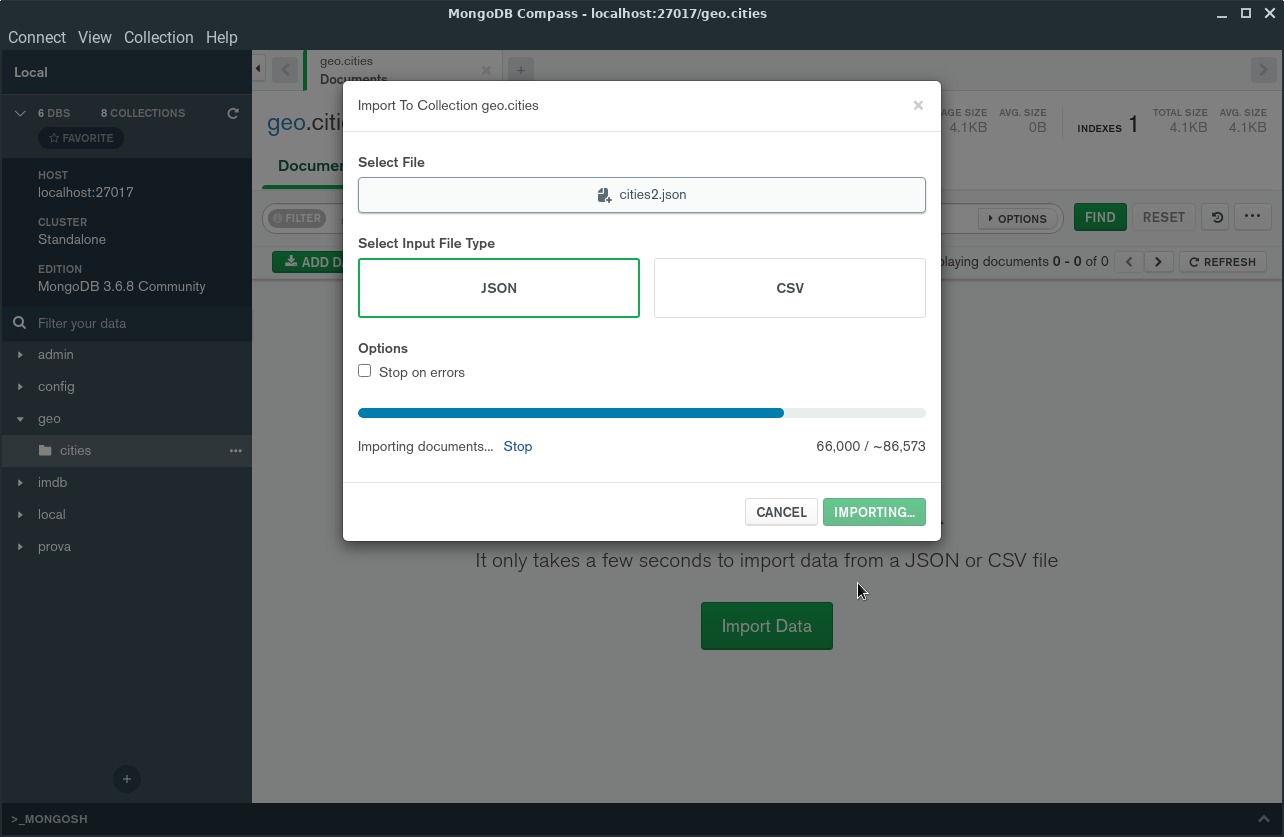 MongoDB Compass - localhost:27017/geo.cities
Connect View Collection Help
Local
6 DBS 8 COLLECTIONS
FAVORITE
HOST
localhost:27017
CLUSTER
Standalone
EDITION
MongoDB 3.6.8 Community
Filter your data
admin
config
geo
cities
imdb
local
prova
>_MONGOSH
geo.cities
Documents
geo.citi
AGE SIZE
4.1KB
AVG. SIZE
0B
INDEXES 1
TOTAL SIZE
4.1KB
AVG. SIZE
4.1KB
Documen
FILTER
OPTIONS
FIND
RESET
ADD DA
playing documents 0 - 0 of 0
REFRESH
Import To Collection geo.cities
Select File
cities2.json
Select Input File Type
JSON CSV
Options
Stop on errors
Importing documents... Stop 66,000 / ~86,573
CANCEL IMPORTING...
It only takes a few seconds to import data from a JSON or CSV file
Import Data